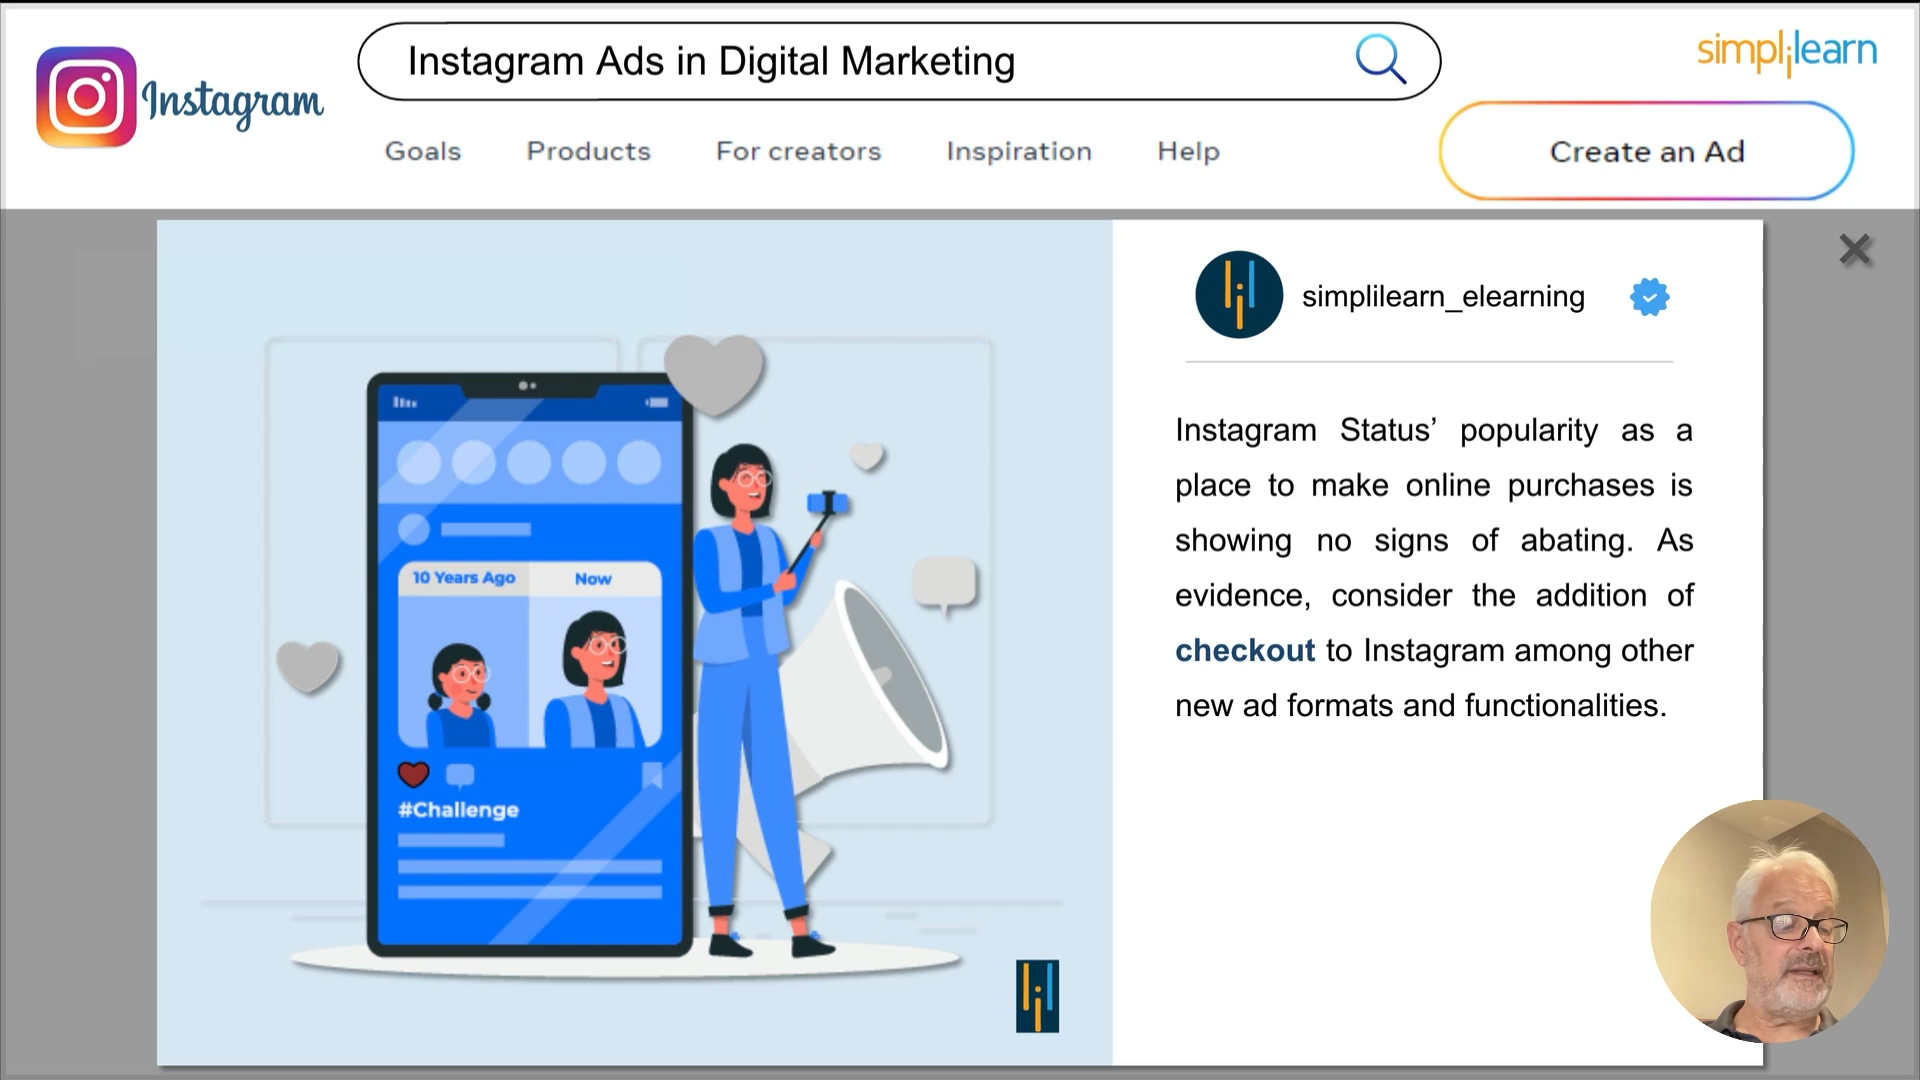 Instagram
Instagram Ads in Digital Marketing
simplilearn
Goals Products For creators Inspiration Help
Create an Ad
simplilearn_elearning
10 Years Ago Now
#Challenge
Instagram Status’ popularity as a
place to make online purchases is
showing no signs of abating. As
evidence, consider the addition of
checkout to Instagram among other
new ad formats and functionalities.